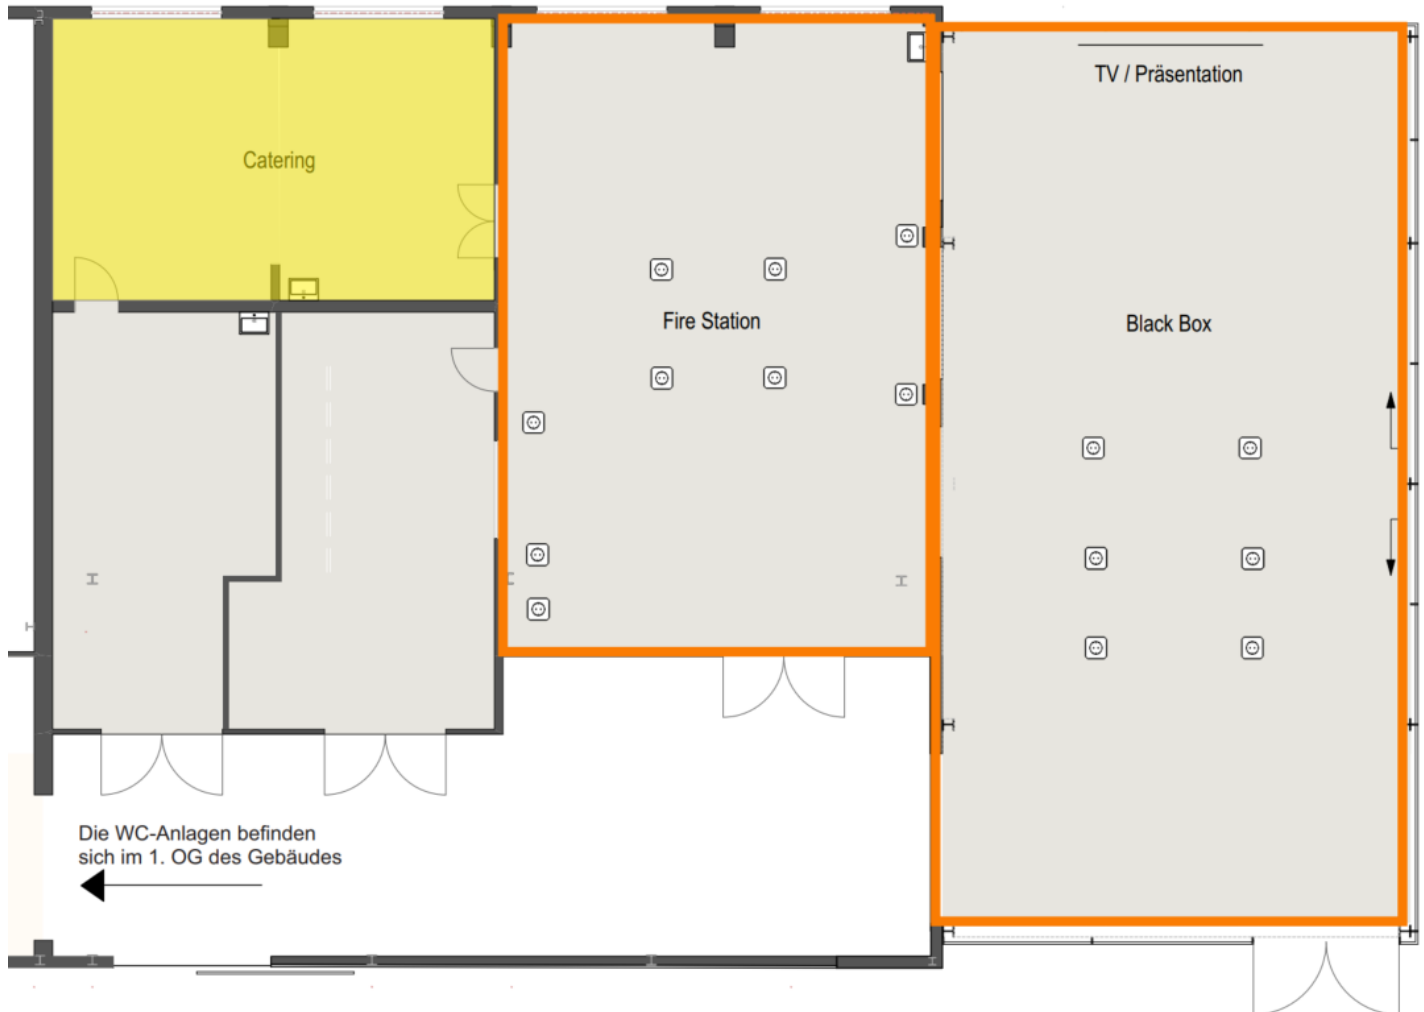 TV / Präsentation
Catering
Fire Station
Black Box
Die WC-Anlagen befinden
sich im 1. OG des Gebäudes